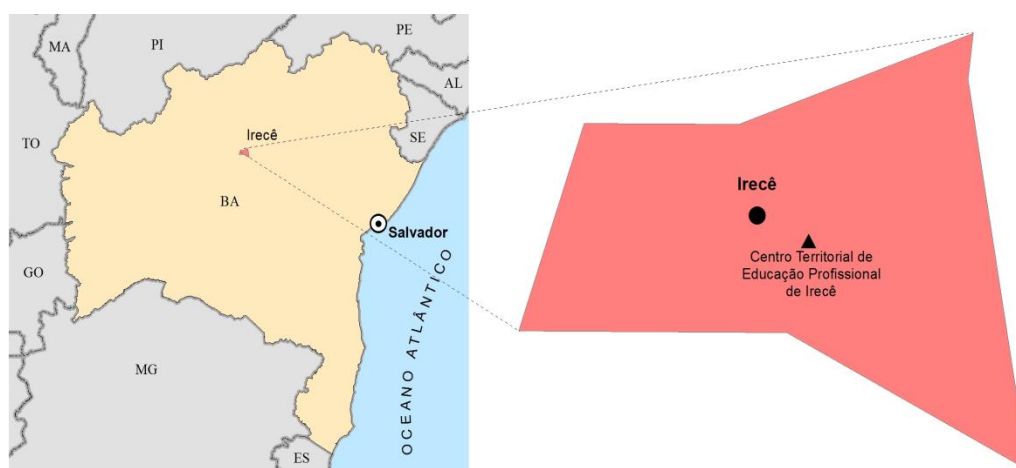 MA
PI
PE
AL
SE
TO
Irecê
BA
Salvador
GO
MG
ES
OCEANO ATLÂNTICO
Irecê
Centro Territorial de
Educação Profissional
de Irecê